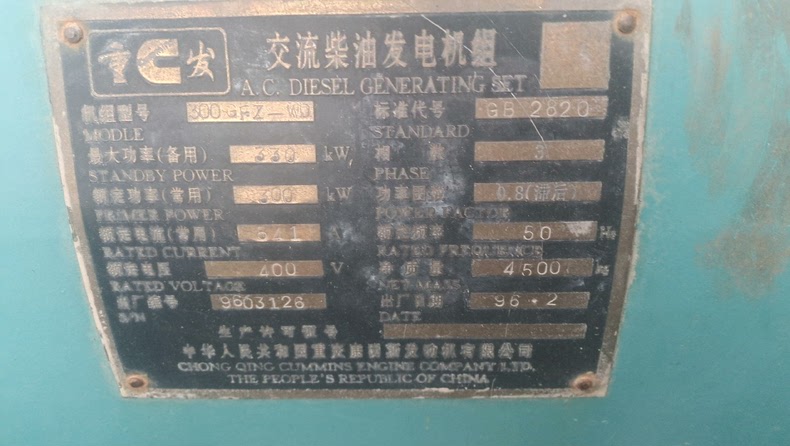 重 C 发 交流柴油发电机组
A.C. DIESEL GENERATING SET
机组型号 300GFZ-WD 标准代号 GB 2820
MODLE STANDARD
最大功率(备用) 330 kW 相 数 3
STANDBY POWER PHASE
额定功率(常用) 300 kW 功率因数 0.8(滞后)
PRIMER POWER POWER FACTOR
额定电流(常用) 541 A 额定频率 50 Hz
RATED CURRENT RATED FREQUENCY
额定电压 400 V 净质量 4500 kg
RATED VOLTAGE NET MASS
出厂编号 9603126 出厂日期 96·2
S/N DATE
生产许可证号
中华人民共和国重庆康明斯发动机有限公司
CHONG QING CUMMINS ENGINE COMPANY LTD.
THE PEOPLE'S REPUBLIC OF CHINA